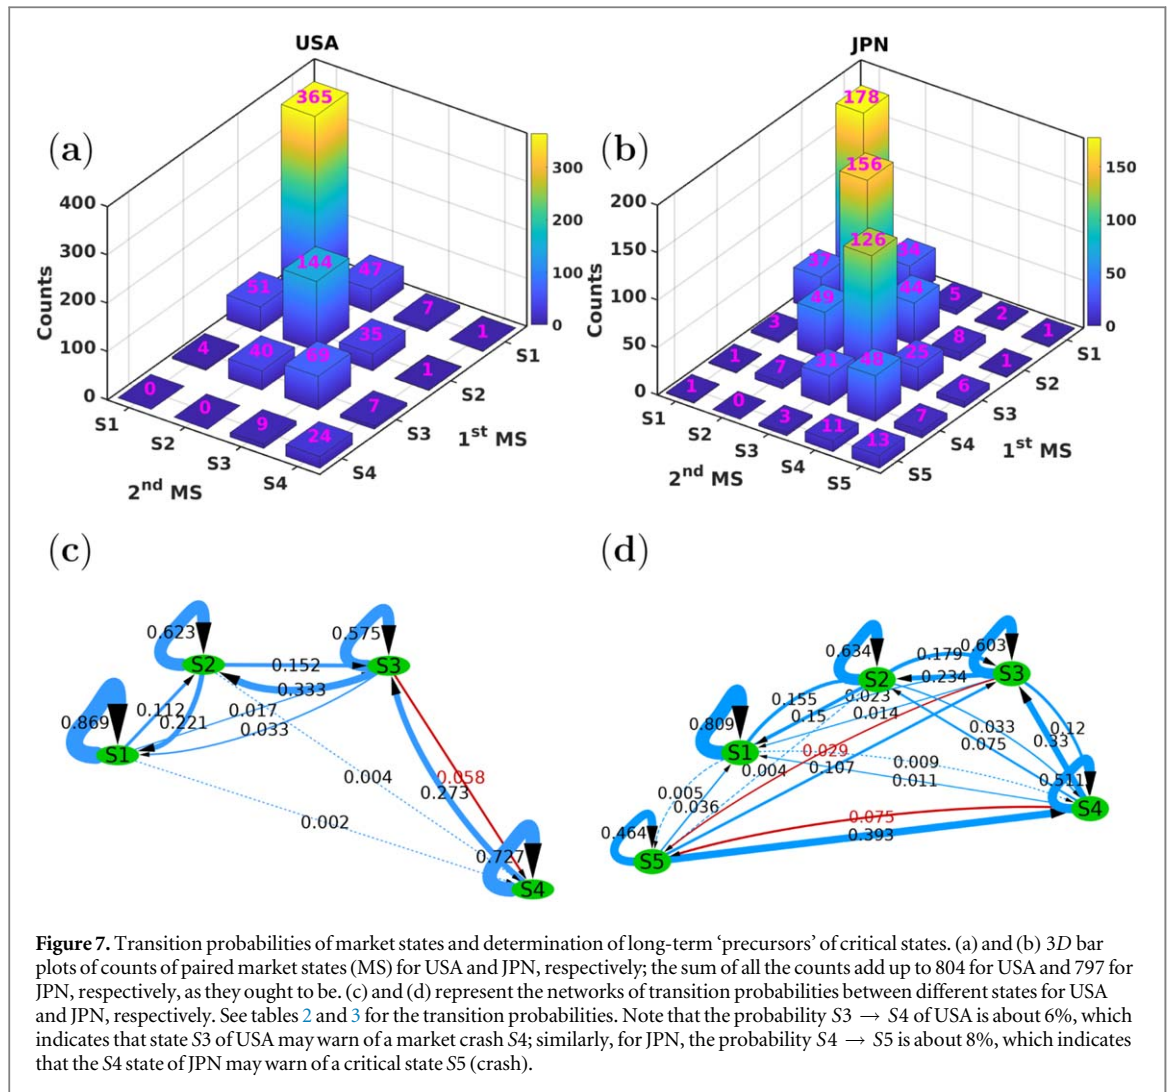 USA
JPN
(a)
(b)
365
51
144
47
4
40
69
35
7
1
0
0
9
24
7
1
400
300
200
100
0
Counts
S1
S2
S3
S4
2nd MS
S1
S2
S3
S4
1st MS
300
200
100
0
178
156
126
37
34
49
44
5
3
31
48
25
8
2
1
1
7
6
1
1
0
3
11
13
7
200
150
100
50
0
Counts
S1
S2
S3
S4
S5
2nd MS
S1
S2
S3
S4
S5
1st MS
150
100
50
0
(c)
(d)
0.623
S2
0.575
S3
0.152
0.333
0.869
S1
0.112
0.221
0.017
0.033
0.004
0.058
0.273
0.002
0.727
S4
0.634
S2
0.179
0.603
S3
0.234
0.155
0.15
0.023
0.014
0.809
S1
0.033
0.075
0.12
0.33
0.029
0.004
0.107
0.009
0.011
0.511
S4
0.005
0.036
0.464
S5
0.075
0.393
Figure 7. Transition probabilities of market states and determination of long-term ‘precursors’ of critical states. (a) and (b) 3D bar
plots of counts of paired market states (MS) for USA and JPN, respectively; the sum of all the counts add up to 804 for USA and 797 for
JPN, respectively, as they ought to be. (c) and (d) represent the networks of transition probabilities between different states for USA
and JPN, respectively. See tables 2 and 3 for the transition probabilities. Note that the probability S3 → S4 of USA is about 6%, which
indicates that state S3 of USA may warn of a market crash S4; similarly, for JPN, the probability S4 → S5 is about 8%, which indicates
that the S4 state of JPN may warn of a critical state S5 (crash).